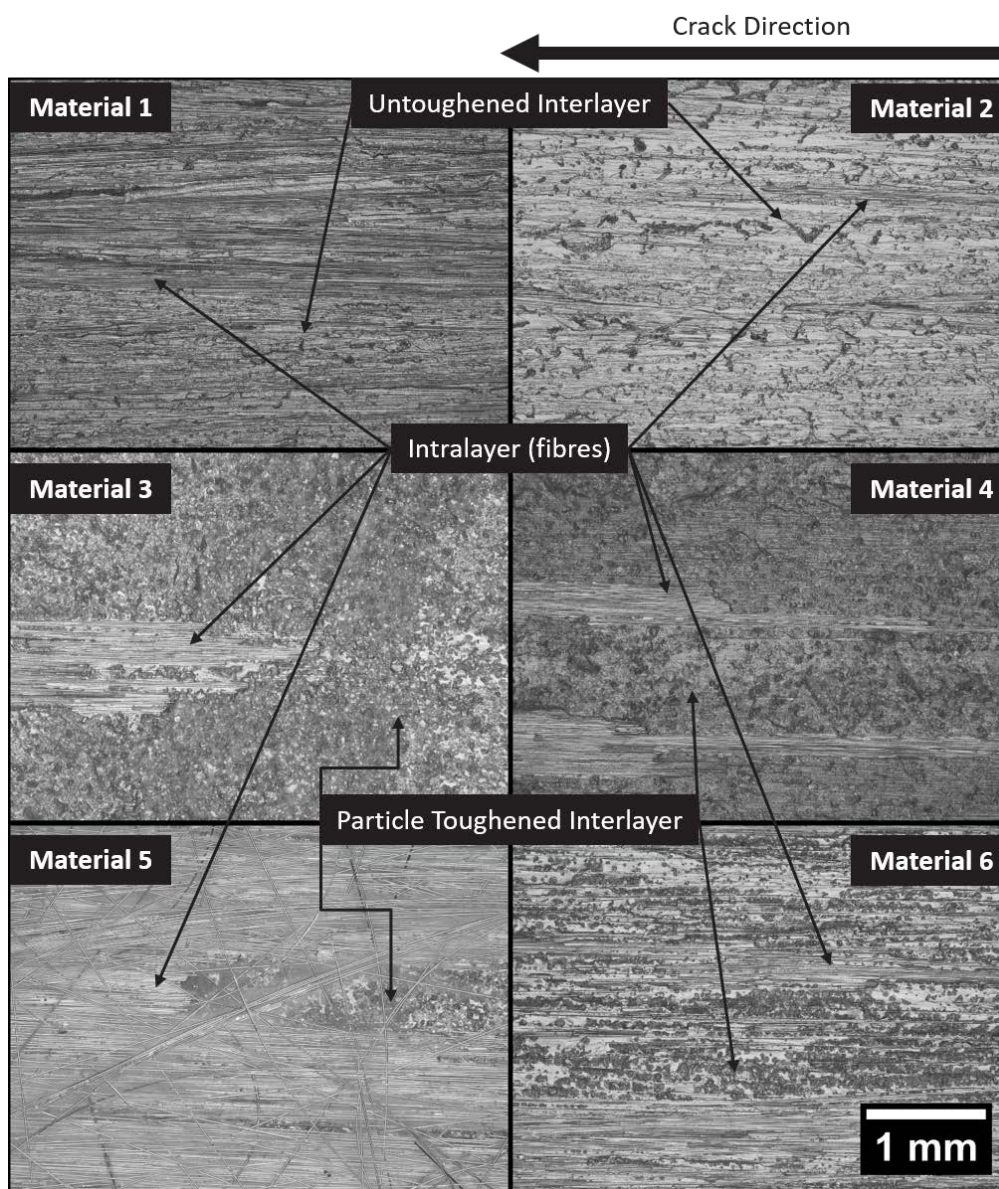 Crack Direction
Material 1
Untoughened Interlayer
Material 2
Intralayer (fibres)
Material 3
Material 4
Particle Toughened Interlayer
Material 5
Material 6
1 mm